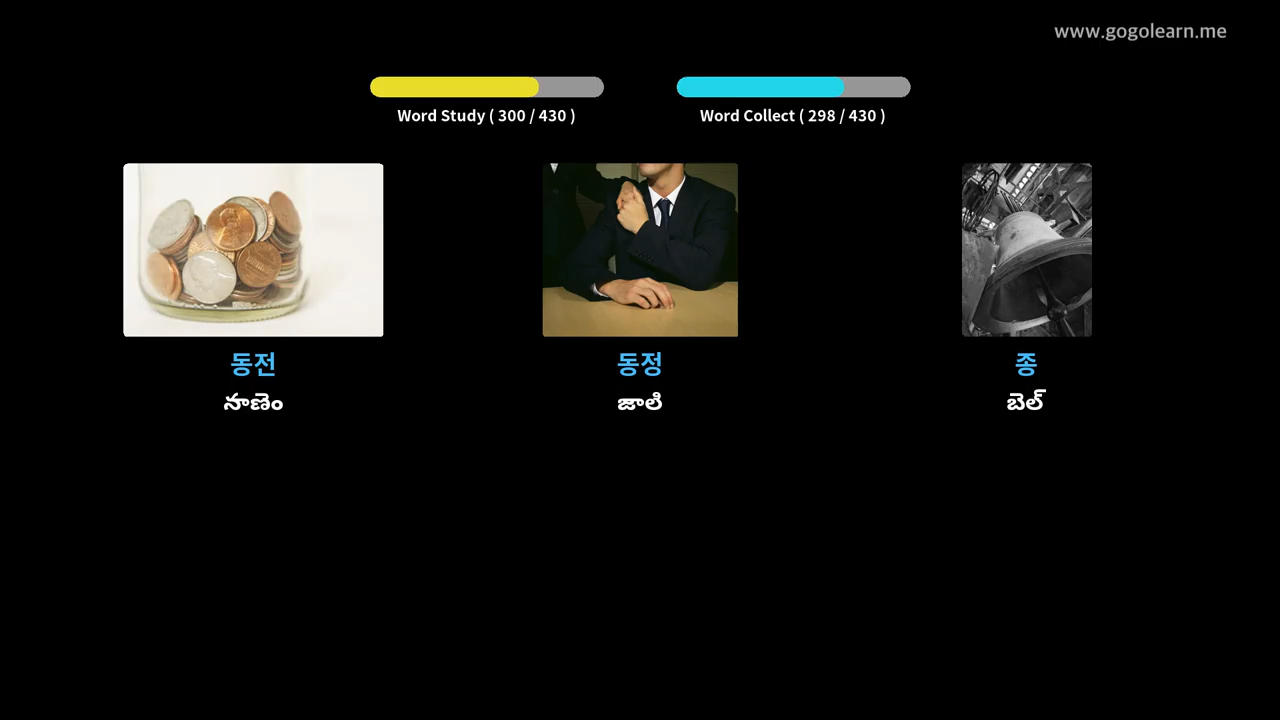 www.gogolearn.me
Word Study ( 300 / 430 )
Word Collect ( 298 / 430 )
동전
동정
종
నాణెం
జాలి
బెల్